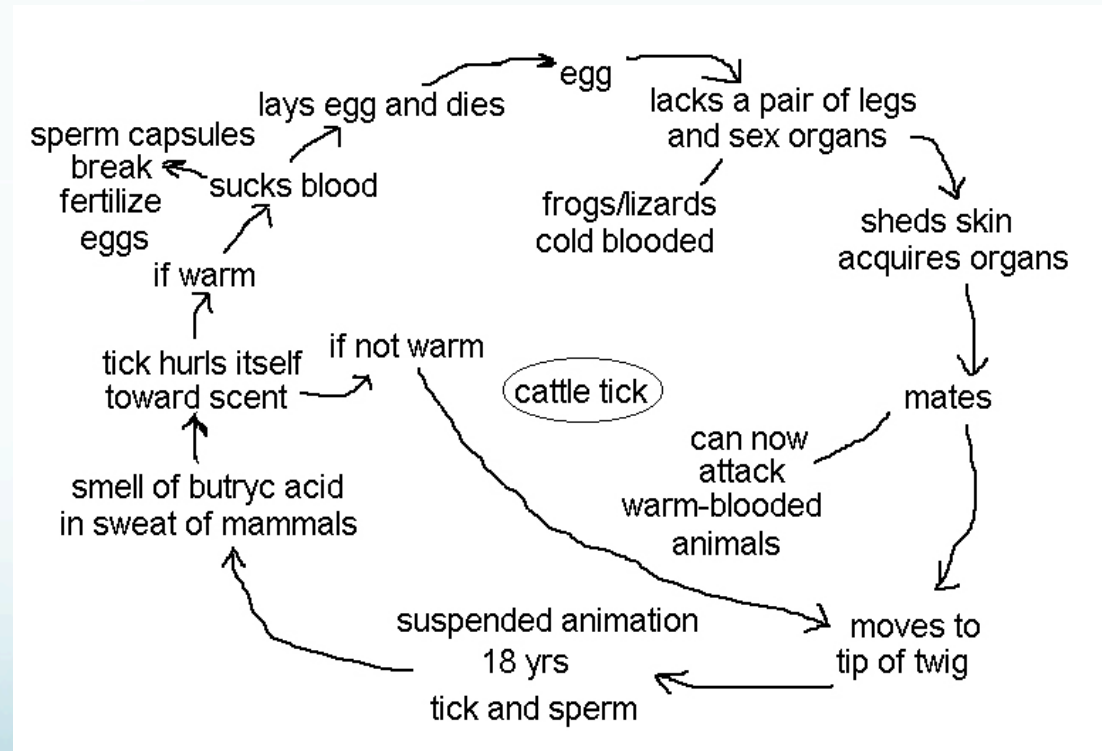 egg
lacks a pair of legs
and sex organs
frogs/lizards
cold blooded
sheds skin
acquires organs
mates
can now
attack
warm-blooded
animals
moves to
tip of twig
suspended animation
18 yrs
tick and sperm
smell of butryc acid
in sweat of mammals
tick hurls itself
toward scent
if not warm
if warm
sucks blood
sperm capsules
break
fertilize
eggs
lays egg and dies
cattle tick